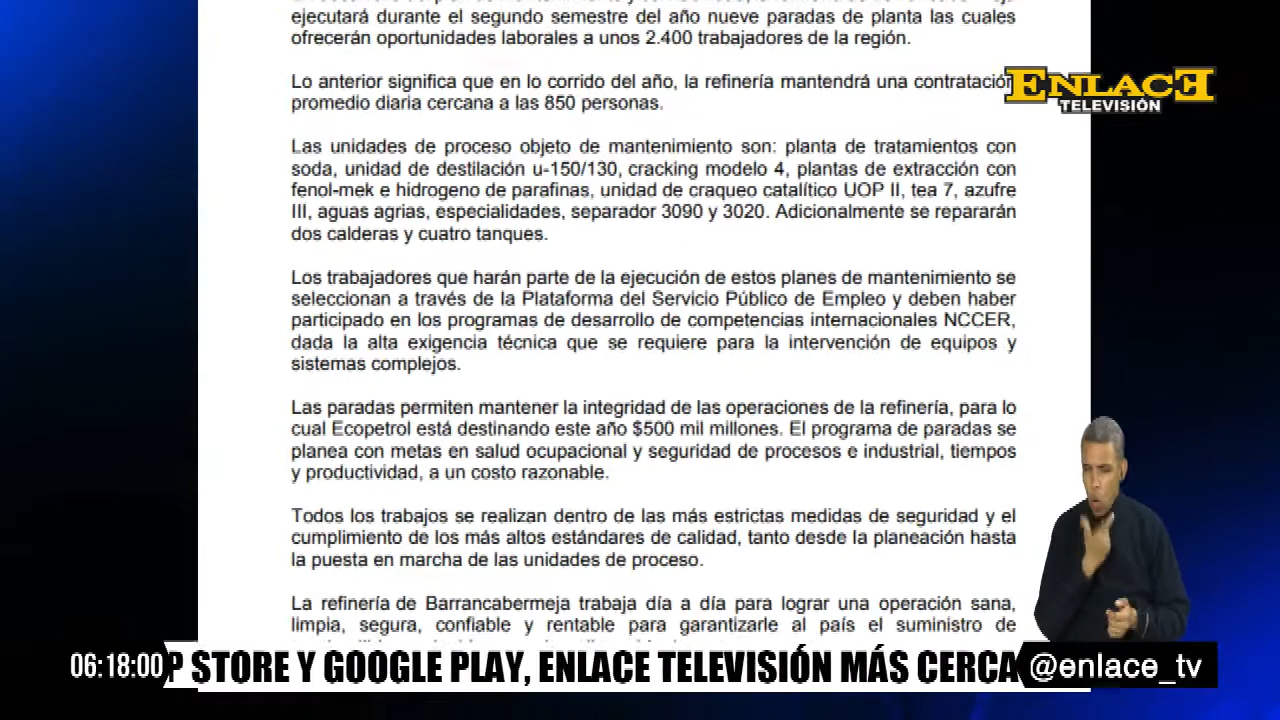 ejecutará durante el segundo semestre del año nueve paradas de planta las cuales
ofrecerán oportunidades laborales a unos 2.400 trabajadores de la región.
Lo anterior significa que en lo corrido del año, la refinería mantendrá una contratación
promedio diaria cercana a las 850 personas.
ENLACE
TELEVISIÓN
Las unidades de proceso objeto de mantenimiento son: planta de tratamientos con
soda, unidad de destilación u-150/130, cracking modelo 4, plantas de extracción con
fenol-mek e hidrogeno de parafinas, unidad de craqueo catalítico UOP II, tea 7, azufre
III, aguas agrias, especialidades, separador 3090 y 3020. Adicionalmente se repararán
dos calderas y cuatro tanques.
Los trabajadores que harán parte de la ejecución de estos planes de mantenimiento se
seleccionan a través de la Plataforma del Servicio Público de Empleo y deben haber
participado en los programas de desarrollo de competencias internacionales NCCER,
dada la alta exigencia técnica que se requiere para la intervención de equipos y
sistemas complejos.
Las paradas permiten mantener la integridad de las operaciones de la refinería, para lo
cual Ecopetrol está destinando este año $500 mil millones. El programa de paradas se
planea con metas en salud ocupacional y seguridad de procesos e industrial, tiempos
y productividad, a un costo razonable.
Todos los trabajos se realizan dentro de las más estrictas medidas de seguridad y el
cumplimiento de los más altos estándares de calidad, tanto desde la planeación hasta
la puesta en marcha de las unidades de proceso.
La refinería de Barrancabermeja trabaja día a día para lograr una operación sana,
limpia, segura, confiable y rentable para garantizarle al país el suministro de
06:18:00
P STORE Y GOOGLE PLAY, ENLACE TELEVISIÓN MÁS CERCA
@enlace_tv